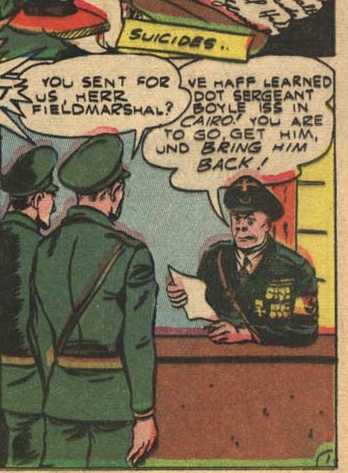 SUICIDES..
YOU SENT FOR
US, HERR
FIELDMARSHAL?
VE HAFF LEARNED
DOT SERGEANT
BOYLE ISS IN
CAIRO! YOU ARE
TO GO, GET HIM,
UND BRING HIM
BACK!
1